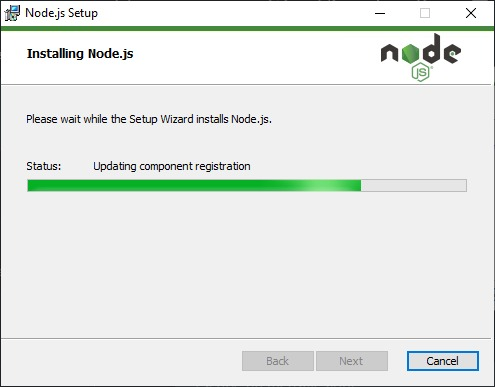 Node.js Setup
Installing Node.js
node
JS
Please wait while the Setup Wizard installs Node.js.
Status: Updating component registration
Back Next Cancel